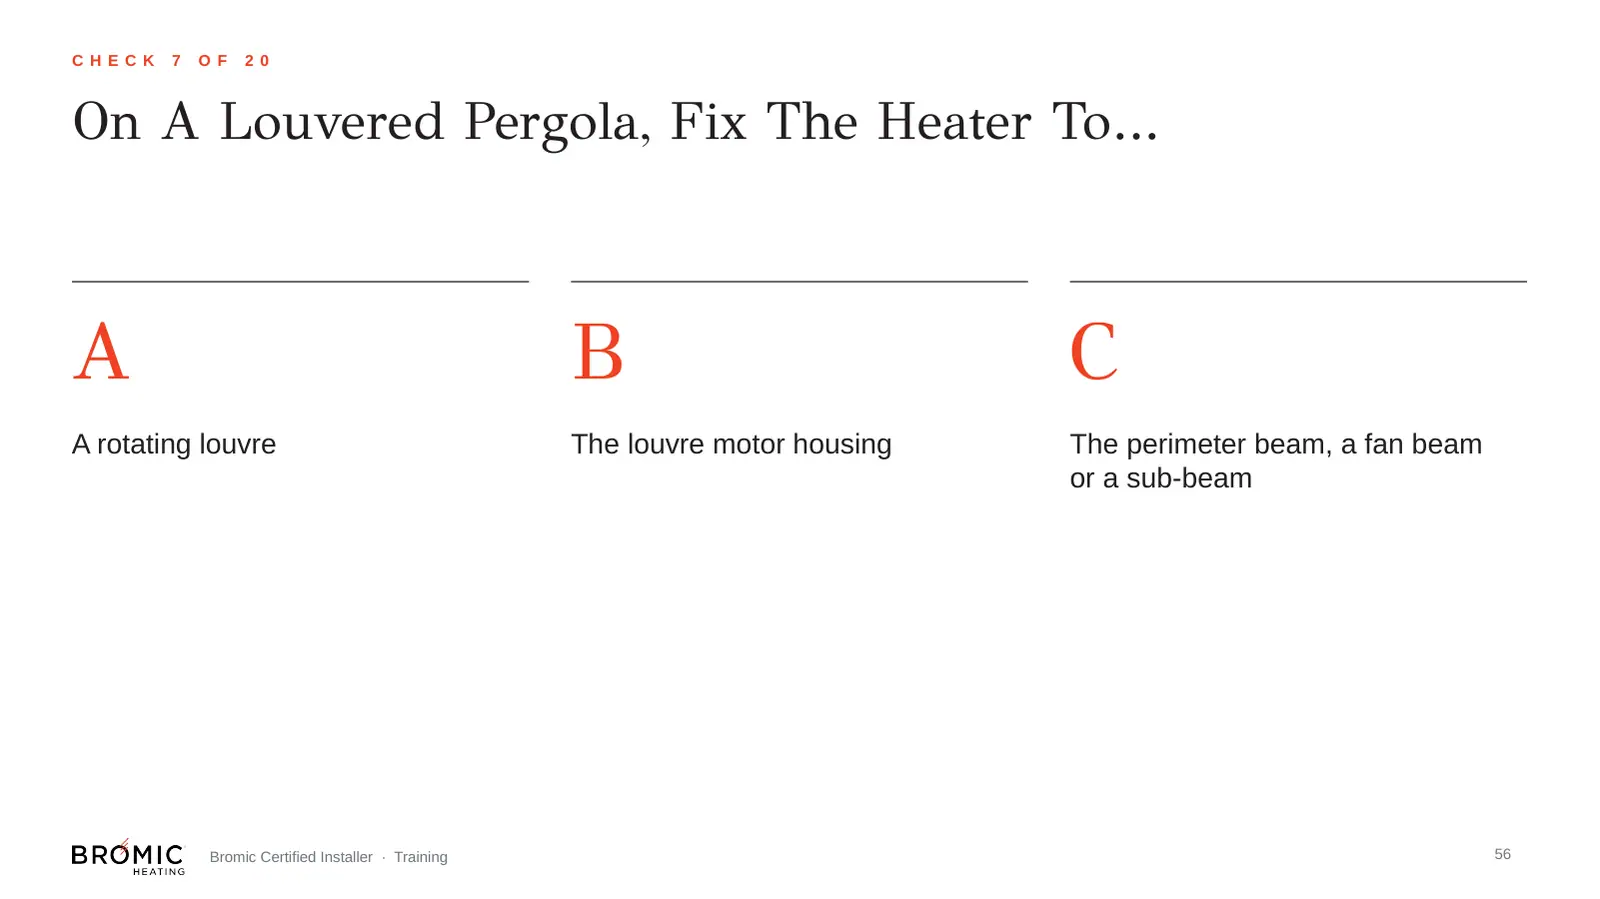 CHECK 7 OF 20
On A Louvered Pergola, Fix The Heater To...
A
A rotating louvre
B
The louvre motor housing
C
The perimeter beam, a fan beam
or a sub-beam
BROMIC
HEATING
Bromic Certified Installer · Training
56